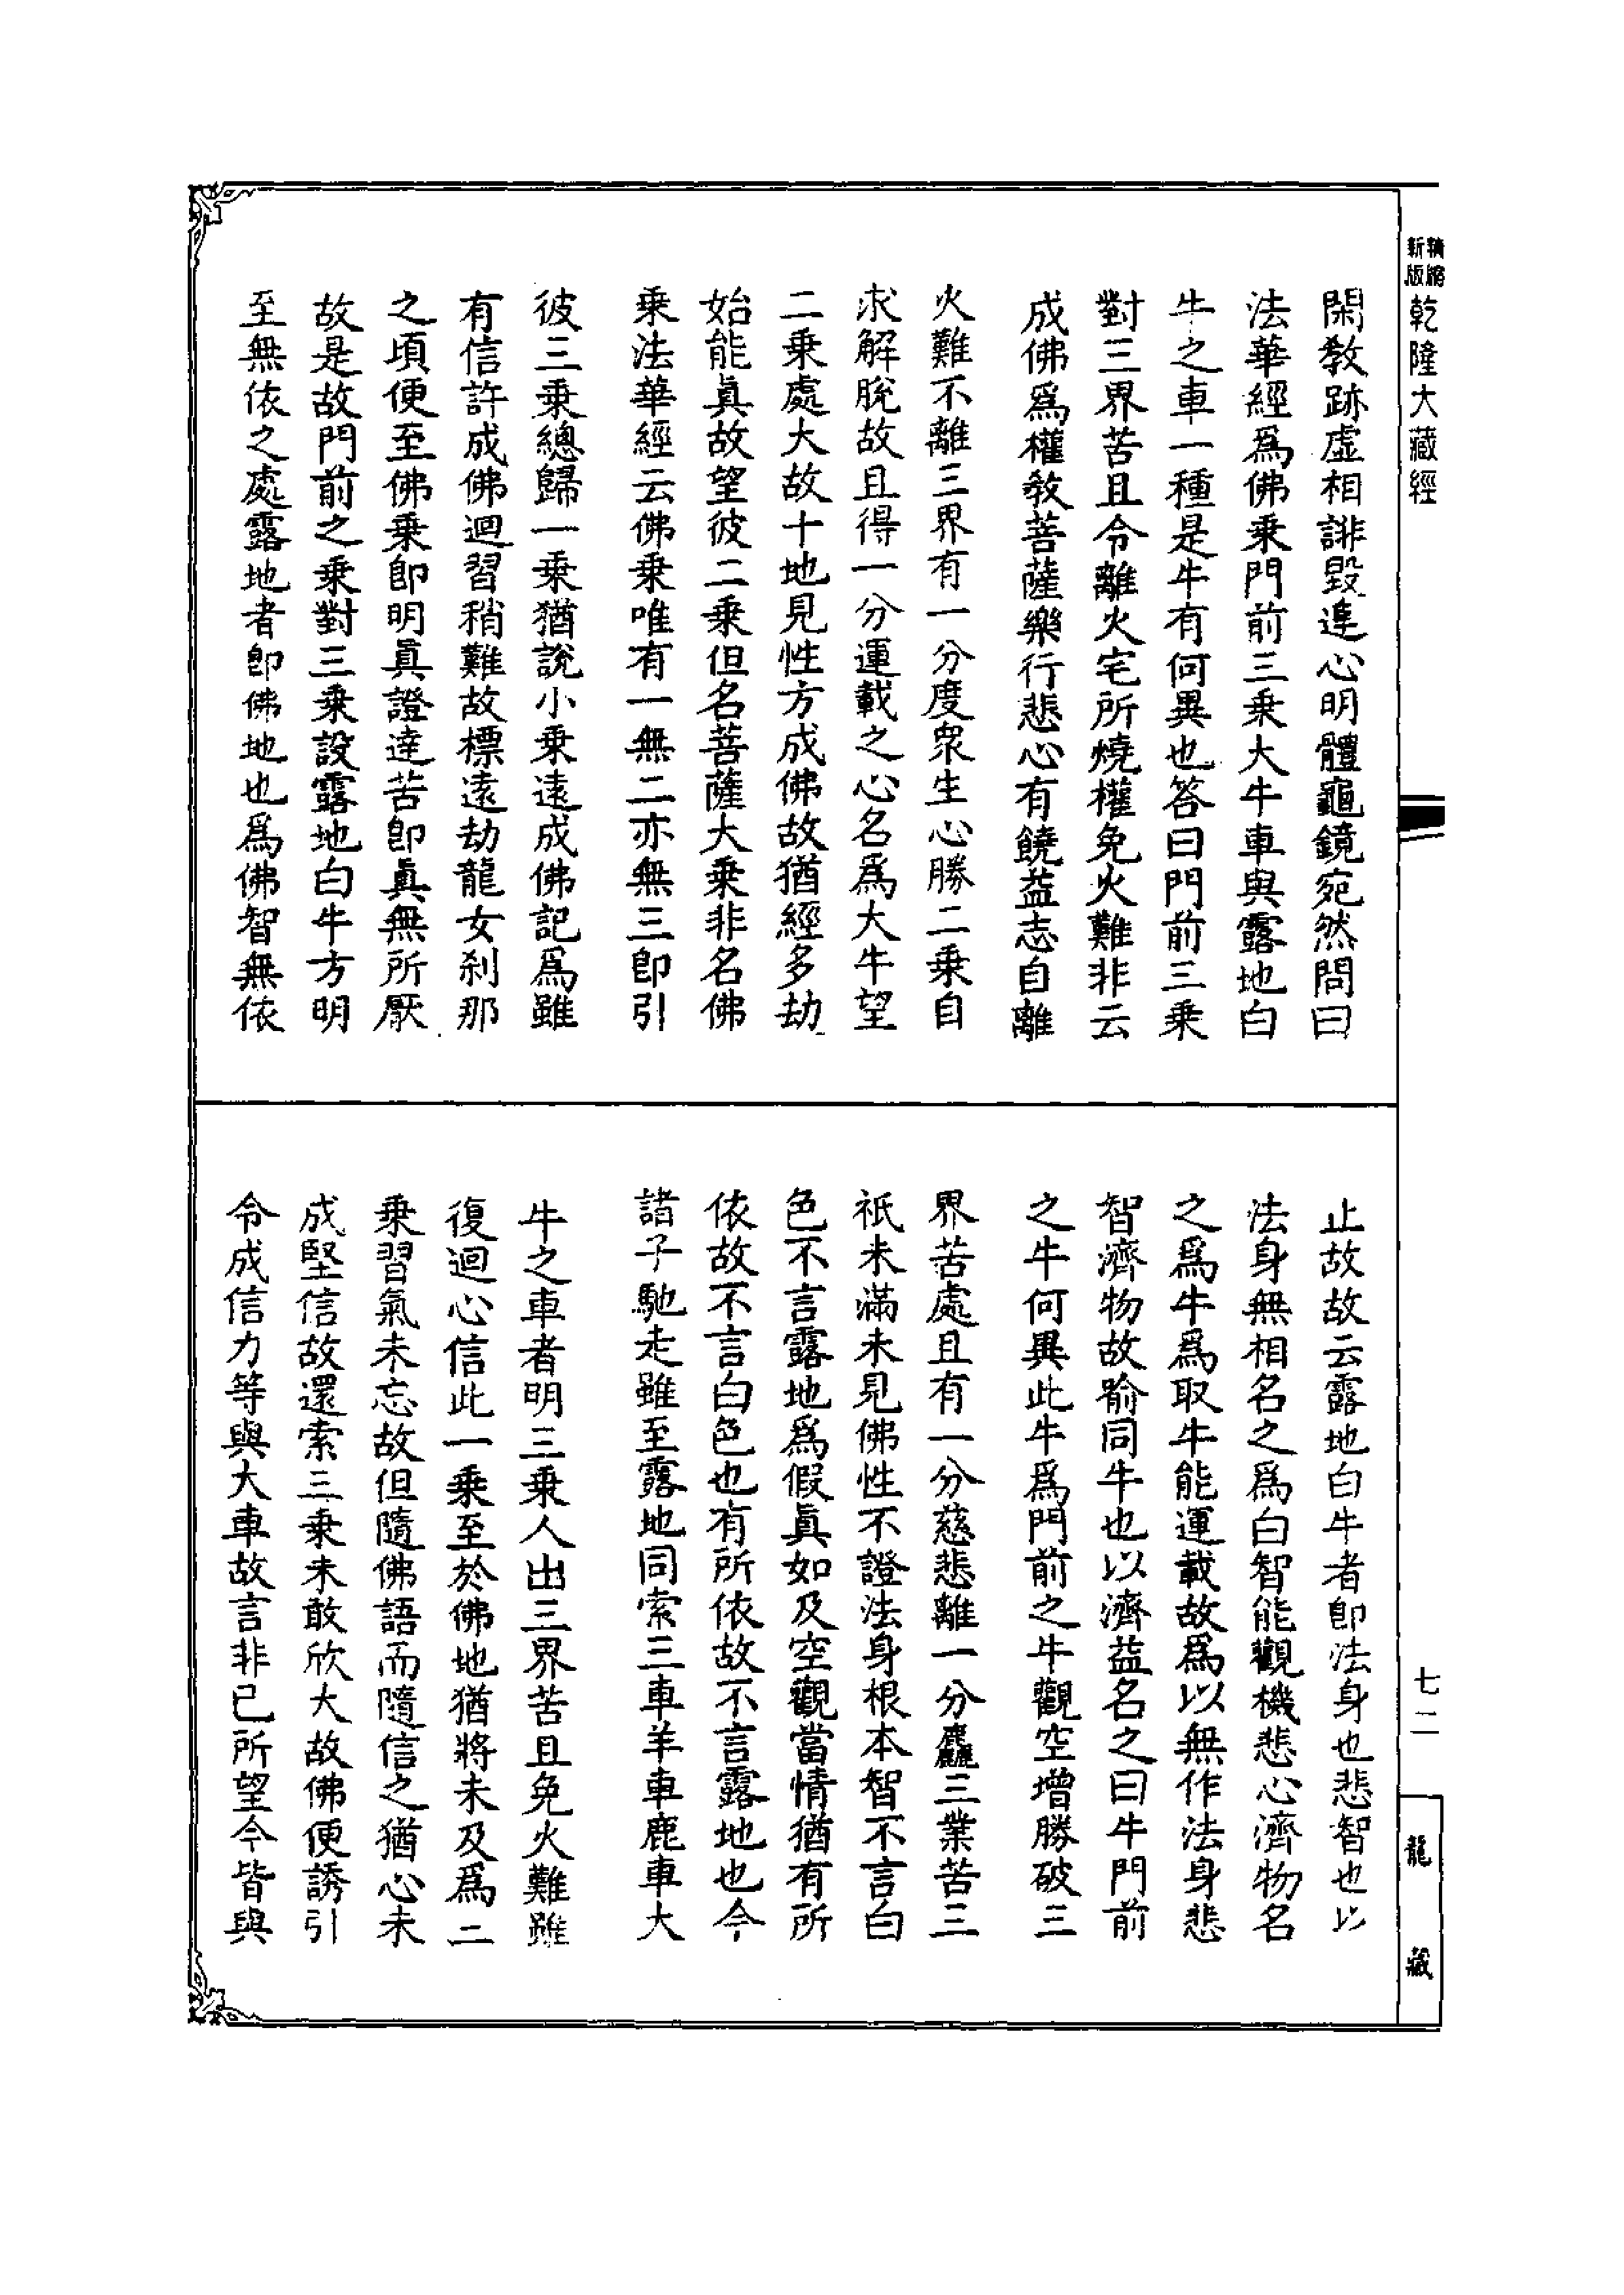 精縮
新版
乾隆大藏經
閑教跡虛相誹毀違心明體龜鏡宛然問曰
法華經爲佛乘門前三乘大牛車與露地白
牛之車一種是牛有何異也答曰門前三乘
對三界苦且令離火宅所燒權免火難非云
成佛爲權教菩薩樂行悲心有饒益志自離
火難不離三界有一分度衆生心勝二乘自
求解脫故且得一分運載之心名爲大牛望
二乘處大故十地見性方成佛故猶經多劫
始能眞故望彼二乘但名菩薩大乘非名佛
乘法華經云佛乘唯有一無二亦無三卽引
彼三乘總歸一乘猶說小乘遠成佛記爲雖
有信許成佛迴習稍難故標遠劫龍女剎那
之頃便至佛乘卽明眞證達苦卽眞無所厭
故是故門前之乘對三乘設露地白牛方明
至無依之處露地者卽佛地也爲佛智無依
止故故云露地白牛者卽法身也悲智也以
法身無相名之爲白智能觀機悲心濟物名
之爲牛爲取牛能運載故爲以無作法身悲
智濟物故喻同牛也以濟益名之曰牛門前
之牛何異此牛爲門前之牛觀空增勝破三
界苦處且有一分慈悲離一分麤三業苦三
祇未滿未見佛性不證法身根本智不言白
色不言露地爲假眞如及空觀當情猶有所
依故不言白色也有所依故不言露地也今
諸子馳走雖至露地同索三車羊車鹿車大
牛之車者明三乘人出三界苦且免火難雖
復迴心信此一乘至於佛地猶將未及爲二
乘習氣未忘故但隨佛語而隨信之猶心未
成堅信故還索三乘未敢欣大故佛便誘引
令成信力等與大車故言非已所望今皆與
七二
龍藏